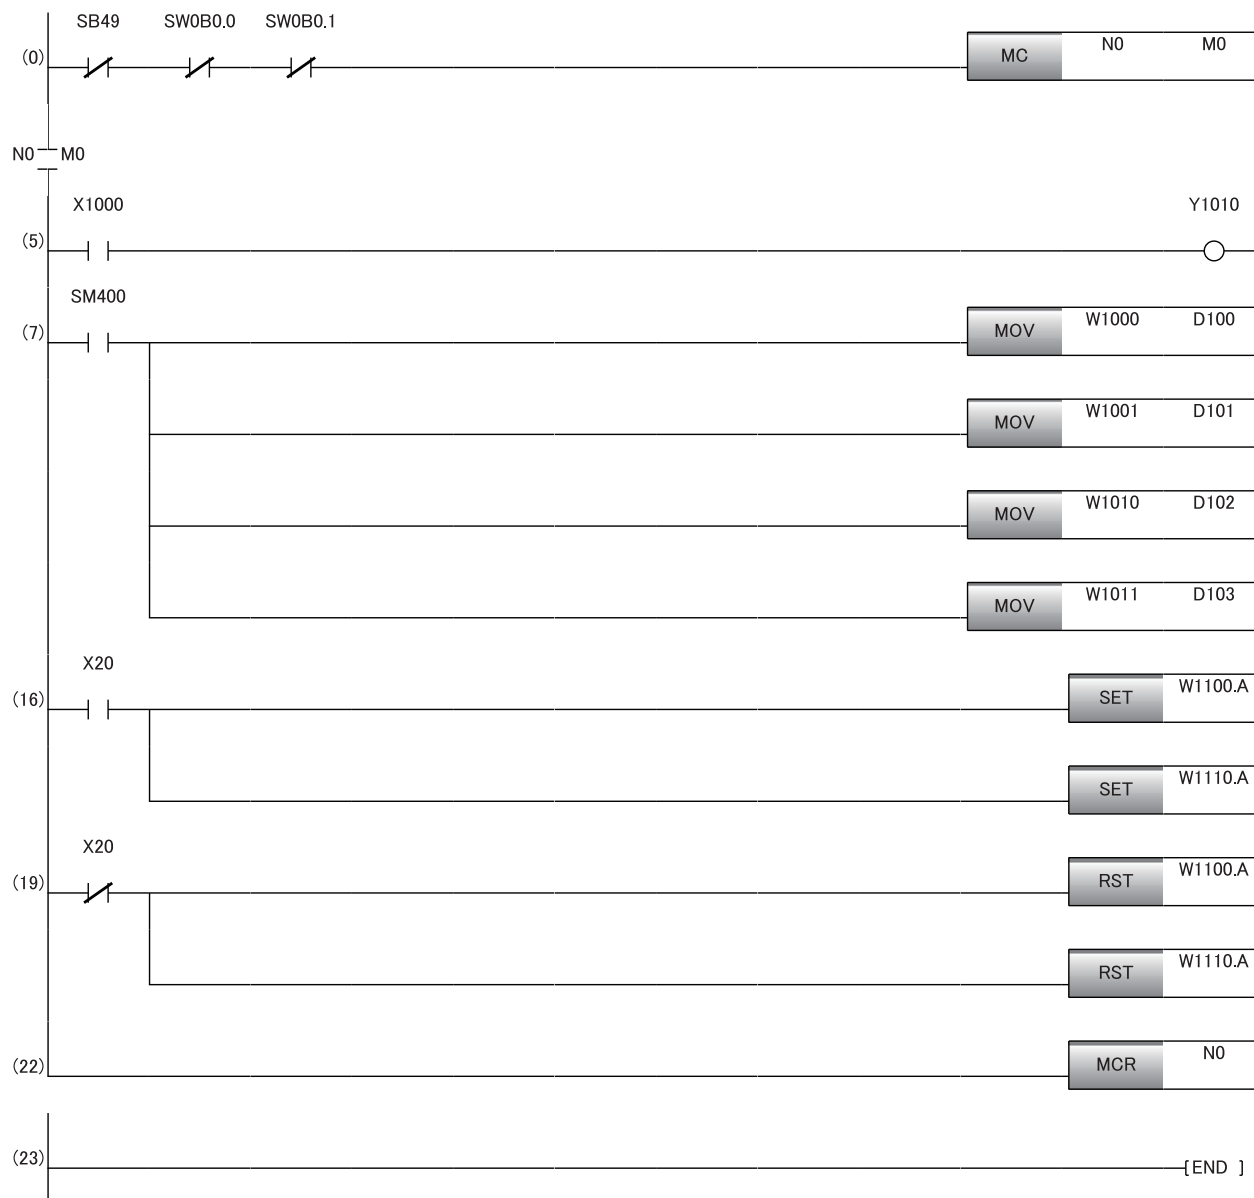 SB49 SW0B0.0 SW0B0.1
(0) MC N0 M0
N0 M0
X1000 Y1010
(5)
SM400
(7) MOV W1000 D100
MOV W1001 D101
MOV W1010 D102
MOV W1011 D103
X20
(16) SET W1100.A
SET W1110.A
X20
(19) RST W1100.A
RST W1110.A
(22) MCR N0
(23) [END ]